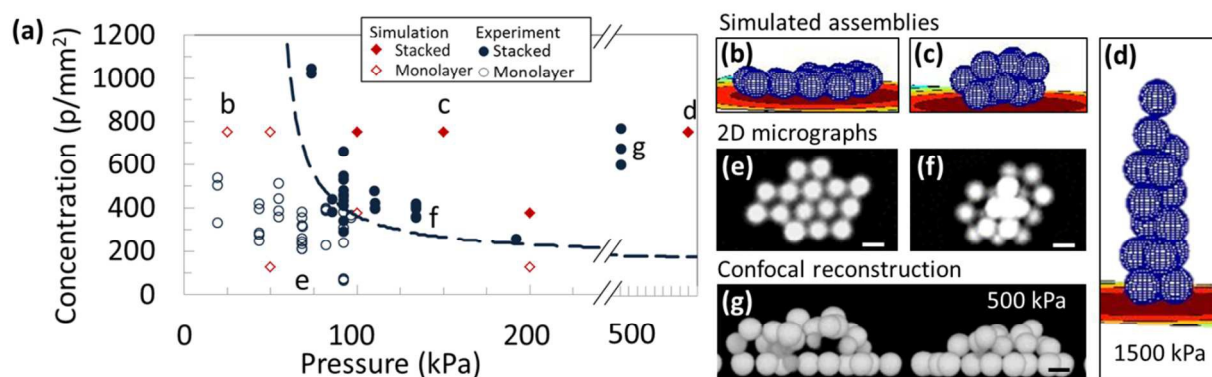 (a)
Concentration (p/mm²)
1200
1000
800
600
400
200
0
0
100
200
500
Pressure (kPa)
Simulation
Stacked
Monolayer
Experiment
Stacked
Monolayer
b
c
d
e
f
g
Simulated assemblies
(b)
(c)
(d)
2D micrographs
(e)
(f)
Confocal reconstruction
(g)
500 kPa
1500 kPa